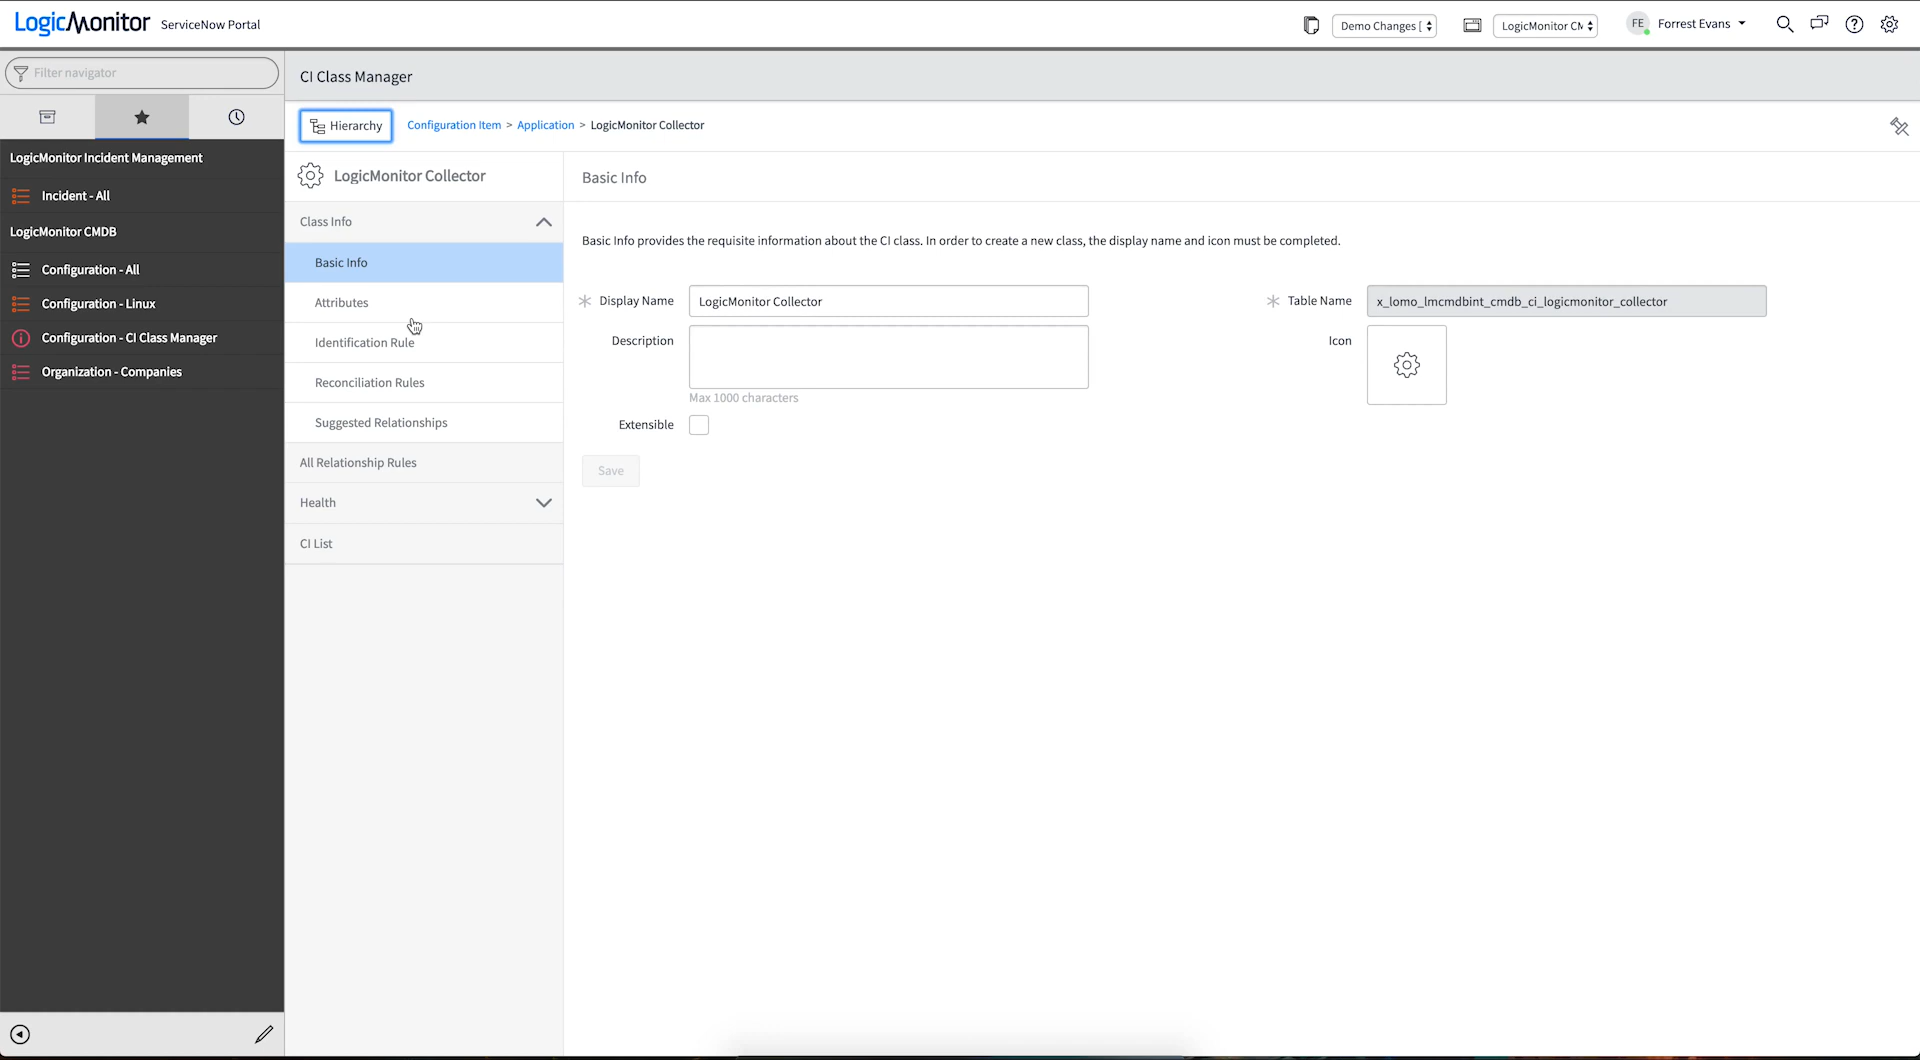 LogicMonitor ServiceNow Portal
Demo Changes [
LogicMonitor CM
FE
Forrest Evans
Filter navigator
CI Class Manager
Hierarchy
Configuration Item > Application > LogicMonitor Collector
LogicMonitor Incident Management
Incident - All
LogicMonitor CMDB
Configuration - All
Configuration - Linux
Configuration - CI Class Manager
Organization - Companies
LogicMonitor Collector
Class Info
Basic Info
Attributes
Identification Rule
Reconciliation Rules
Suggested Relationships
All Relationship Rules
Health
CI List
Basic Info
Basic Info provides the requisite information about the CI class. In order to create a new class, the display name and icon must be completed.
Display Name
LogicMonitor Collector
Table Name
x_lomo_lmcmdbint_cmdb_ci_logicmonitor_collector
Description
Icon
Max 1000 characters
Extensible
Save